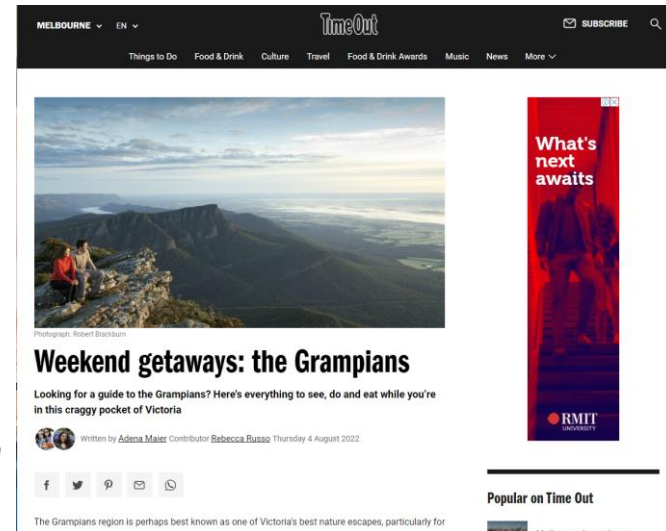 MELBOURNE EN TimeOut SUBSCRIBE
Things to Do Food & Drink Culture Travel Food & Drink Awards Music News More
What's
next
awaits
RMIT
UNIVERSITY
Photograph: Robert Blackburn
Weekend getaways: the Grampians
Looking for a guide to the Grampians? Here's everything to see, do and eat while you're
in this craggy pocket of Victoria
Written by Adena Maier Contributor Rebecca Russo Thursday 4 August 2022
Popular on Time Out
The Grampians region is perhaps best known as one of Victoria's best nature escapes, particularly for